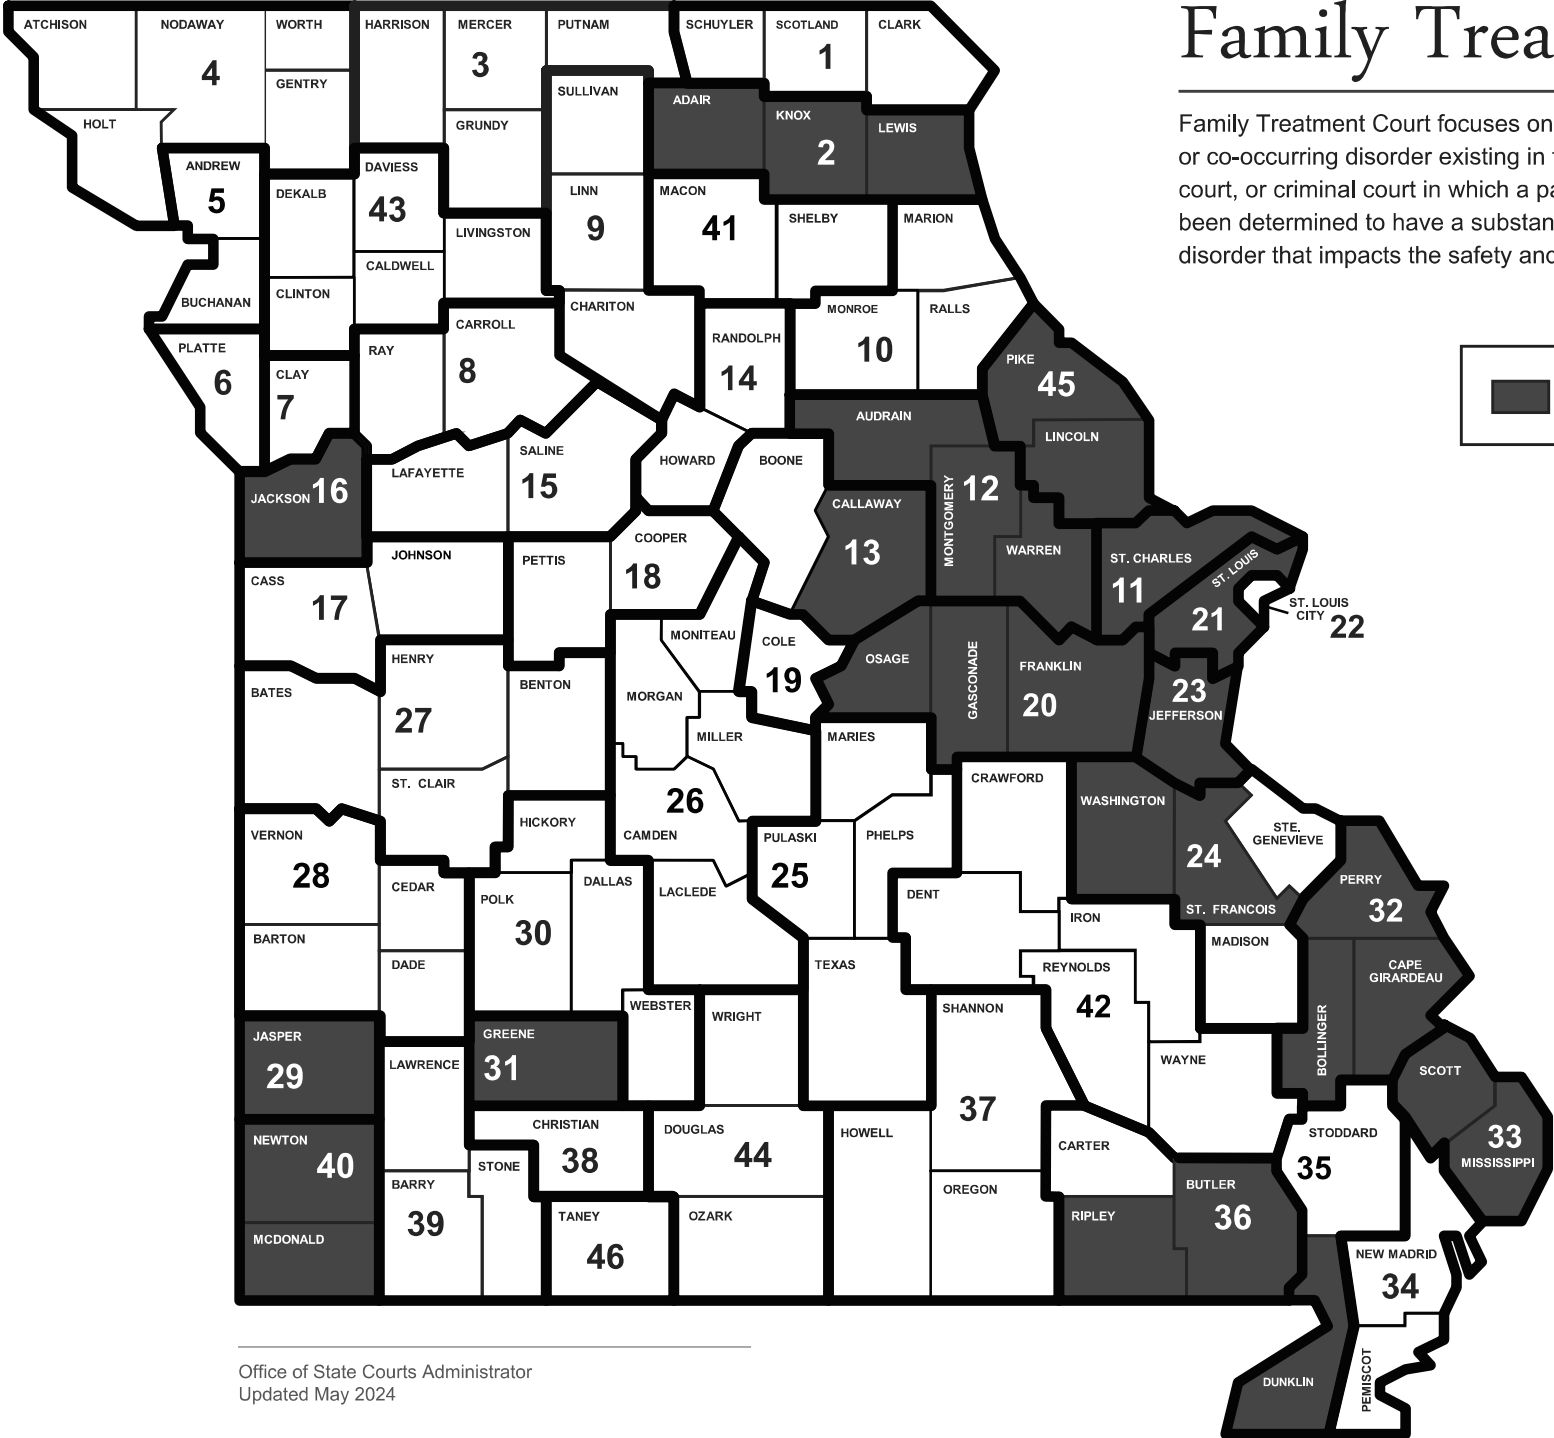 Family Trea
Family Treatment Court focuses on
or co-occurring disorder existing in
court, or criminal court in which a pa
been determined to have a substan
disorder that impacts the safety and
ATCHISON
NODAWAY
4
WORTH
HARRISON
MERCER
3
PUTNAM
SCHUYLER
SCOTLAND
1
CLARK
GENTRY
HOLT
GRUNDY
SULLIVAN
ADAIR
KNOX
2
LEWIS
ANDREW
5
DEKALB
DAVIESS
43
LINN
9
MACON
41
SHELBY
MARION
LIVINGSTON
CALDWELL
BUCHANAN
CLINTON
CHARITON
CARROLL
8
RANDOLPH
14
MONROE
10
RALLS
PLATTE
6
CLAY
7
RAY
PIKE
45
AUDRAIN
LINCOLN
JACKSON 16
LAFAYETTE
SALINE
15
HOWARD
BOONE
CALLAWAY
13
MONTGOMERY
12
WARREN
JOHNSON
PETTIS
COOPER
18
ST. CHARLES
11
ST. LOUIS
21
ST. LOUIS
CITY 22
CASS
17
MONITEAU
COLE
19
OSAGE
GASCONADE
FRANKLIN
20
23
JEFFERSON
BATES
HENRY
27
BENTON
MORGAN
MILLER
MARIES
ST. CLAIR
26
CAMDEN
CRAWFORD
WASHINGTON
24
ST. FRANCOIS
STE.
GENEVIEVE
VERNON
28
HICKORY
PULASKI
25
PHELPS
CEDAR
POLK
30
DALLAS
LACLEDE
DENT
IRON
MADISON
PERRY
32
BARTON
DADE
TEXAS
REYNOLDS
42
CAPE
GIRARDEAU
BOLLINGER
JASPER
29
GREENE
31
WEBSTER
WRIGHT
SHANNON
37
WAYNE
SCOTT
LAWRENCE
NEWTON
40
CHRISTIAN
38
DOUGLAS
44
HOWELL
CARTER
STODDARD
35
33
MISSISSIPPI
STONE
BARRY
39
OREGON
BUTLER
36
RIPLEY
MCDONALD
TANEY
46
OZARK
NEW MADRID
34
DUNKLIN
PEMISCOT
Office of State Courts Administrator
Updated May 2024